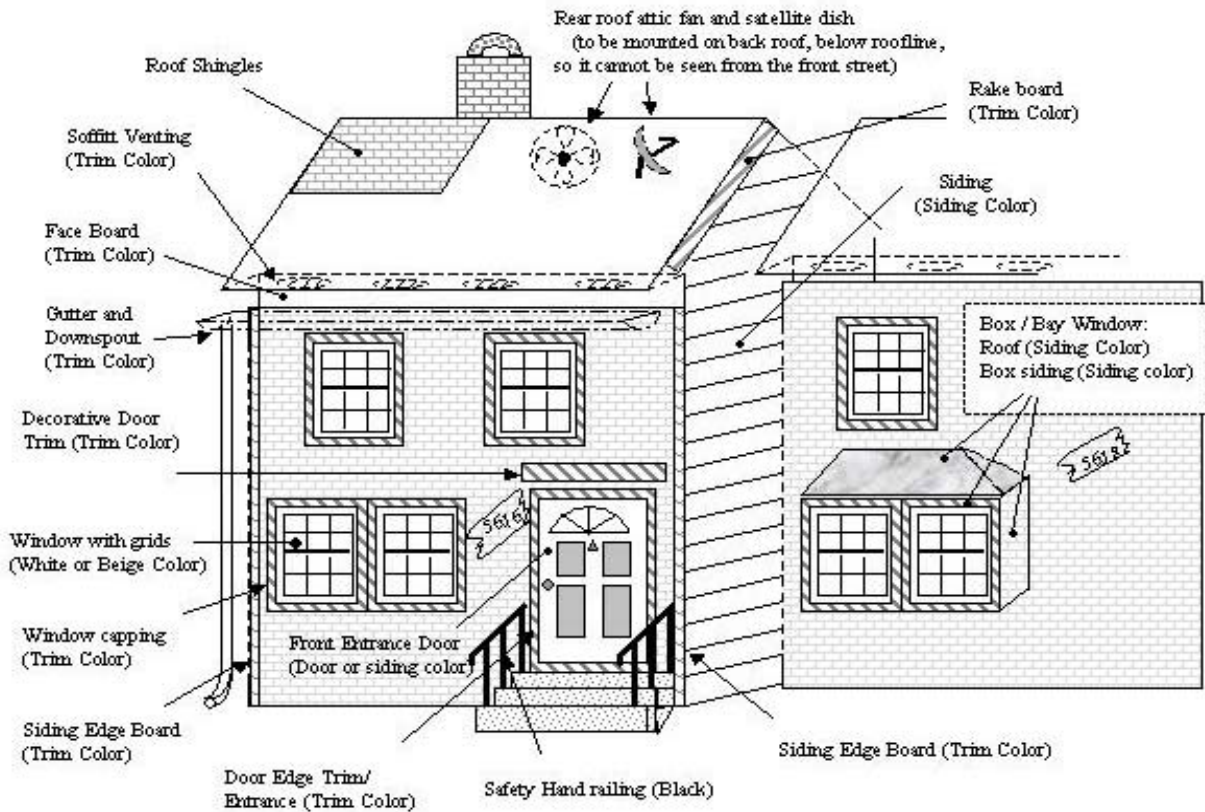 Rear roof attic fan and satellite dish
(to be mounted on back roof, below roofline,
so it cannot be seen from the front street)
Roof Shingles
Rake board
(Trim Color)
Soffitt Venting
(Trim Color)
Siding
(Siding Color)
Face Board
(Trim Color)
Gutter and
Downspout
(Trim Color)
Box / Bay Window:
Roof (Siding Color)
Box siding (Siding color)
Decorative Door
Trim (Trim Color)
5618
5616
Window with grids
(White or Beige Color)
Window capping
(Trim Color)
Front Entrance Door
(Door or siding color)
Siding Edge Board
(Trim Color)
Siding Edge Board (Trim Color)
Door Edge Trim/
Entrance (Trim Color)
Safety Hand railing (Black)